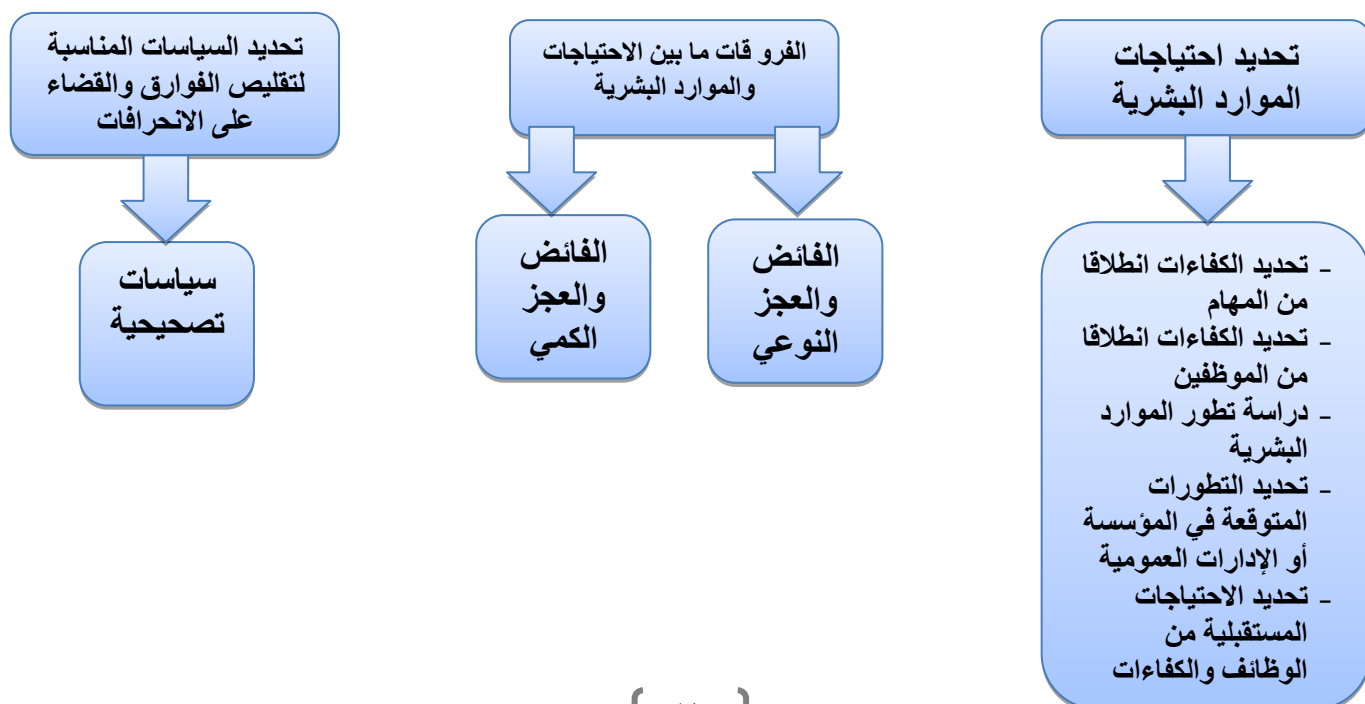 تحديد احتياجات
الموارد البشرية
- تحديد الكفاءات انطلاقا
من المهام
- تحديد الكفاءات انطلاقا
من الموظفين
- دراسة تطور الموارد
البشرية
- تحديد التطورات
المتوقعة في المؤسسة
أو الإدارات العمومية
- تحديد الاحتياجات
المستقبلية من
الوظائف والكفاءات
الفرو قات ما بين الاحتياجات
والموارد البشرية
الفائض
والعجز
النوعي
الفائض
والعجز
الكمي
تحديد السياسات المناسبة
لتقليص الفوارق والقضاء
على الانحرافات
سياسات
تصحيحية